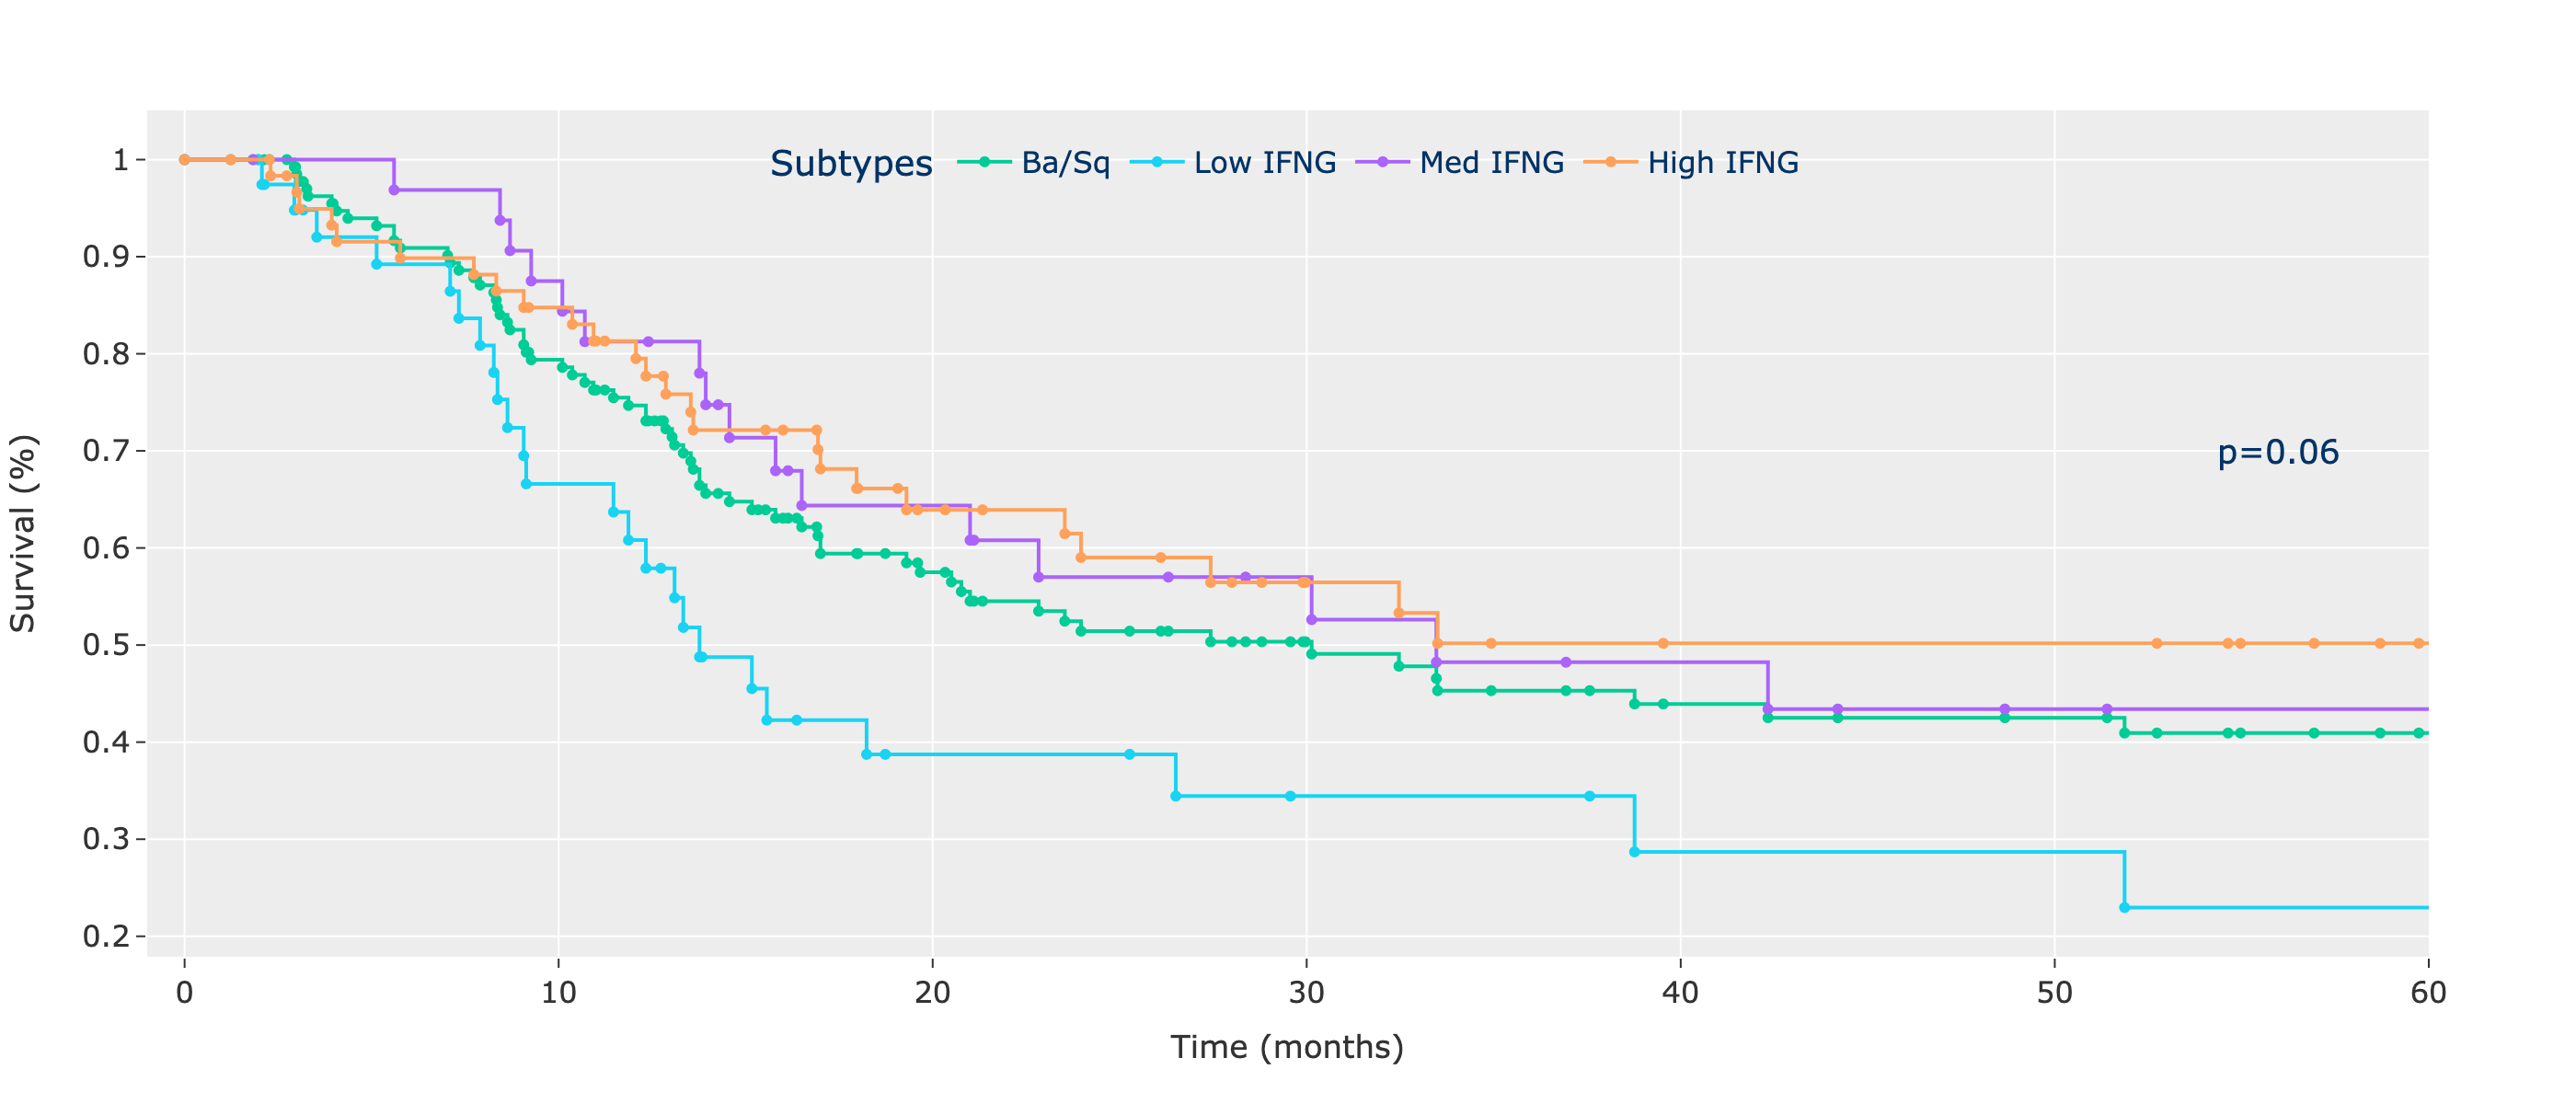 Subtypes Ba/Sq Low IFNG Med IFNG High IFNG
1
0.9
0.8
0.7
0.6
0.5
0.4
0.3
0.2
Survival (%)
p=0.06
0 10 20 30 40 50 60
Time (months)